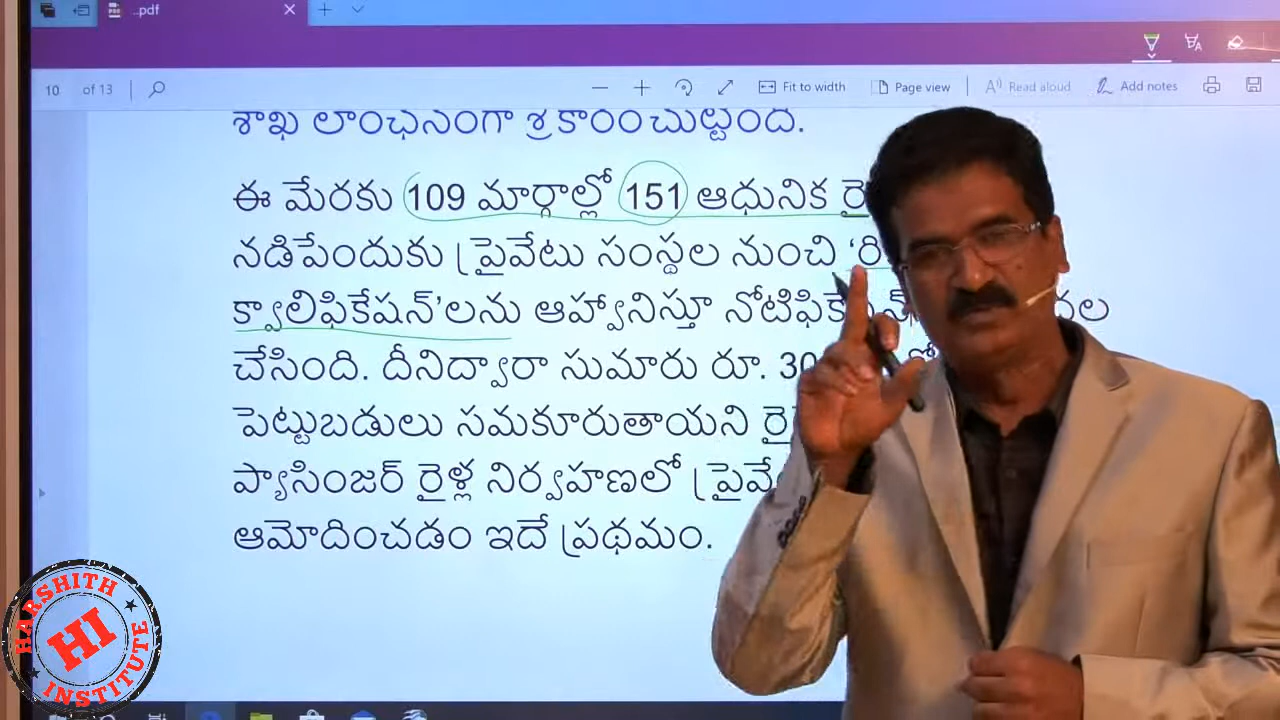 ..pdf
10 of 13
Fit to width Page view Read aloud Add notes
శాఖ లాంఛనంగా శ్రీకారంచుట్టింది.
ఈ మేరకు 109 మార్గాల్లో 151 ఆధునిక
నడిపేందుకు ప్రైవేటు సంస్థల నుంచి ‘రి
క్వాలిఫికేషన్’లను ఆహ్వానిస్తూ నోటిఫికేషన్
చేసింది. దీనిద్వారా సుమారు రూ. 30
పెట్టుబడులు సమకూరుతాయని
ప్యాసింజర్ రైళ్ల నిర్వహణలో
ఆమోదించడం ఇదే ప్రథమం.
HARSHITH
HI
INSTITUTE